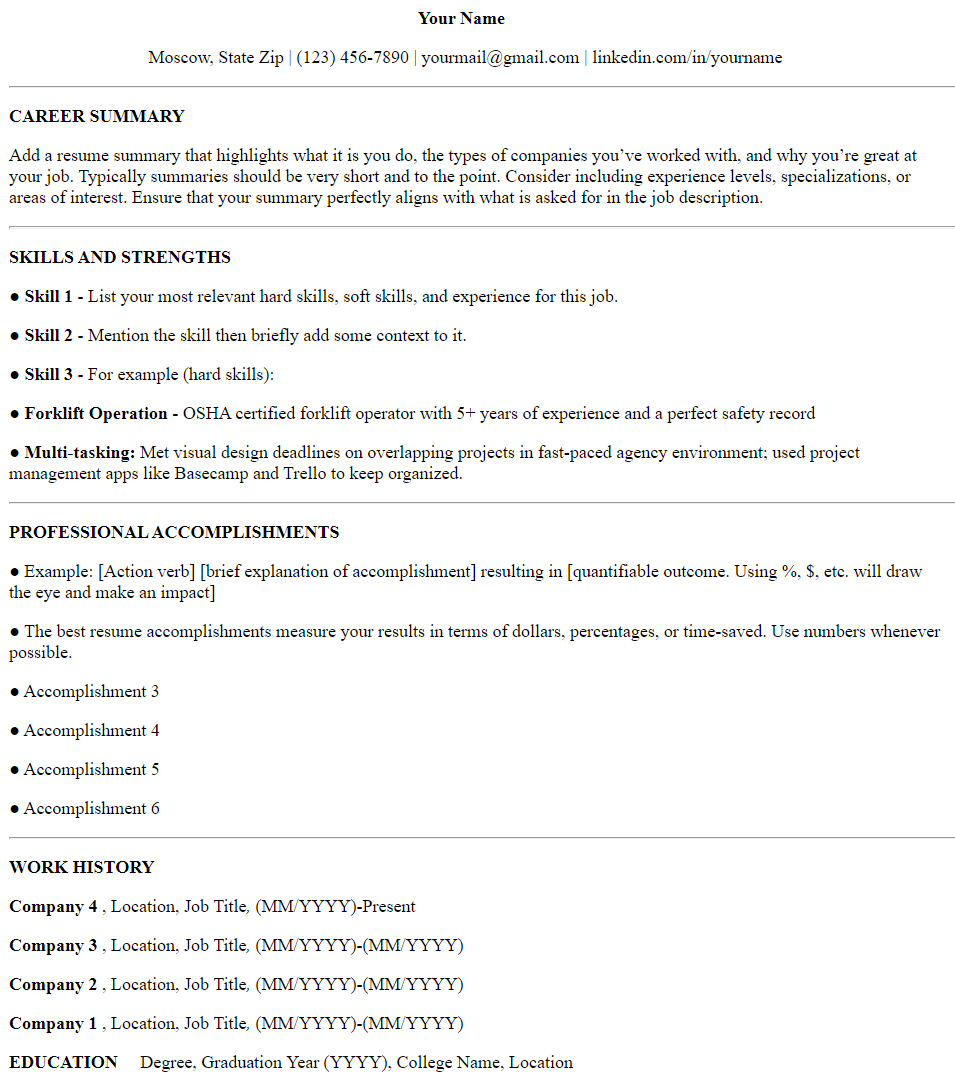 Your Name
Moscow, State Zip | (123) 456-7890 | yourmail@gmail.com | linkedin.com/in/yourname
CAREER SUMMARY
Add a resume summary that highlights what it is you do, the types of companies you’ve worked with, and why you’re great at
your job. Typically summaries should be very short and to the point. Consider including experience levels, specializations, or
areas of interest. Ensure that your summary perfectly aligns with what is asked for in the job description.
SKILLS AND STRENGTHS
● Skill 1 - List your most relevant hard skills, soft skills, and experience for this job.
● Skill 2 - Mention the skill then briefly add some context to it.
● Skill 3 - For example (hard skills):
● Forklift Operation - OSHA certified forklift operator with 5+ years of experience and a perfect safety record
● Multi-tasking: Met visual design deadlines on overlapping projects in fast-paced agency environment; used project
management apps like Basecamp and Trello to keep organized.
PROFESSIONAL ACCOMPLISHMENTS
● Example: [Action verb] [brief explanation of accomplishment] resulting in [quantifiable outcome. Using %, $, etc. will draw
the eye and make an impact]
● The best resume accomplishments measure your results in terms of dollars, percentages, or time-saved. Use numbers whenever
possible.
● Accomplishment 3
● Accomplishment 4
● Accomplishment 5
● Accomplishment 6
WORK HISTORY
Company 4 , Location, Job Title, (MM/YYYY)-Present
Company 3 , Location, Job Title, (MM/YYYY)-(MM/YYYY)
Company 2 , Location, Job Title, (MM/YYYY)-(MM/YYYY)
Company 1 , Location, Job Title, (MM/YYYY)-(MM/YYYY)
EDUCATION Degree, Graduation Year (YYYY), College Name, Location